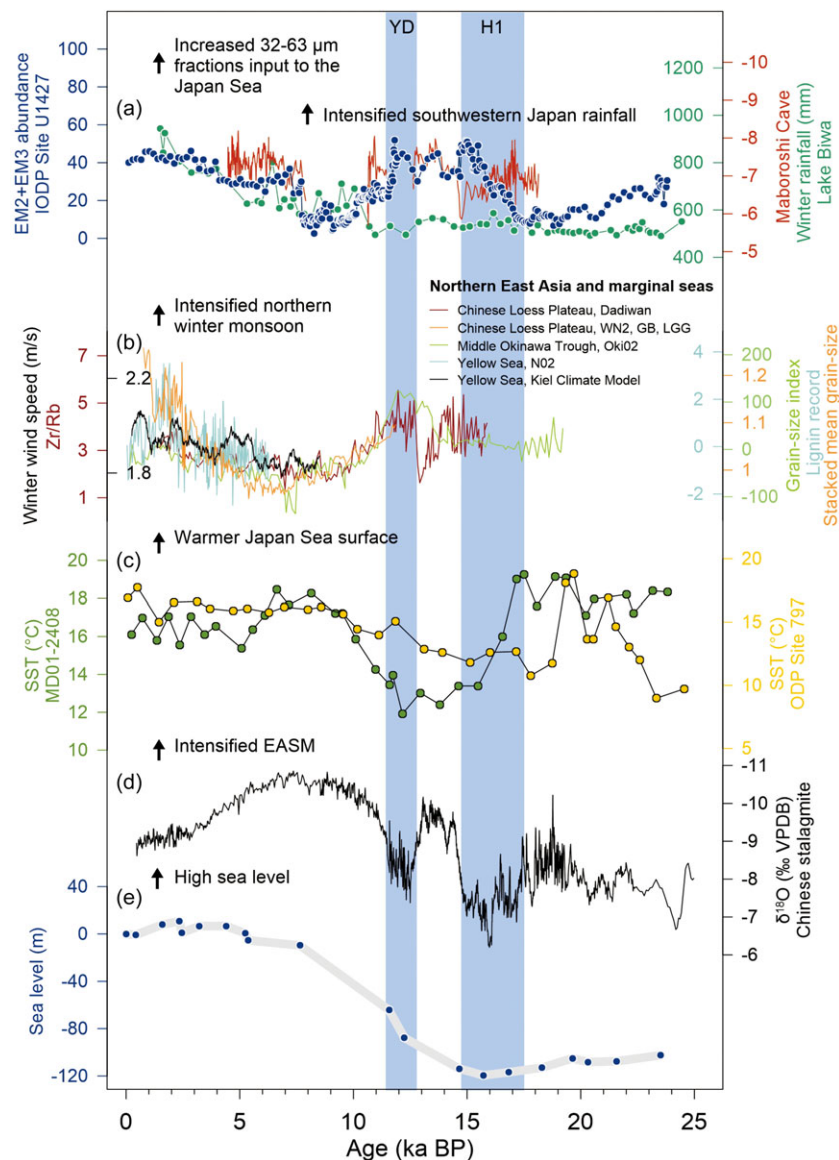 YD H1
100
80
60
40
20
0
EM2+EM3 abundance
IODP Site U1427
Increased 32-63 µm
fractions input to the
Japan Sea
(a)
Intensified southwestern Japan rainfall
-10
-9
-8
-7
-6
-5
Maboroshi Cave
1200
1000
800
600
400
Winter rainfall (mm)
Lake Biwa
Intensified northern
winter monsoon
(b)
Northern East Asia and marginal seas
Chinese Loess Plateau, Dadiwan
Chinese Loess Plateau, WN2, GB, LGG
Middle Okinawa Trough, Oki02
Yellow Sea, N02
Yellow Sea, Kiel Climate Model
Winter wind speed (m/s)
Zr/Rb
7
5
3
1
2.2
1.8
4
2
0
-2
200
100
0
-100
1.2
1.1
1
Grain-size index
Lignin record
Stacked mean grain-size
Warmer Japan Sea surface
(c)
20
18
16
14
12
10
SST (°C)
MD01-2408
20
15
10
5
SST (°C)
ODP Site 797
Intensified EASM
(d)
-11
-10
-9
-8
-7
-6
δ18O (‰ VPDB)
Chinese stalagmite
High sea level
(e)
40
0
-40
-80
-120
Sea level (m)
0 5 10 15 20 25
Age (ka BP)